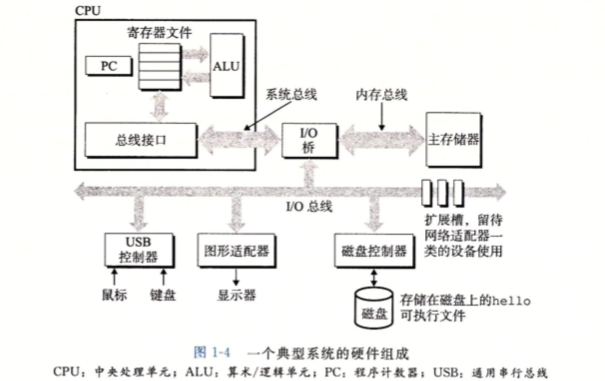 CPU
寄存器文件
PC
ALU
系统总线
内存总线
总线接口
I/O
桥
主存储器
I/O 总线
扩展槽，留待
网络适配器一
类的设备使用
USB
控制器
图形适配器
磁盘控制器
鼠标
键盘
显示器
磁盘
存储在磁盘上的hello
可执行文件
图 1-4 一个典型系统的硬件组成
CPU：中央处理单元；ALU：算术/逻辑单元；PC：程序计数器；USB：通用串行总线